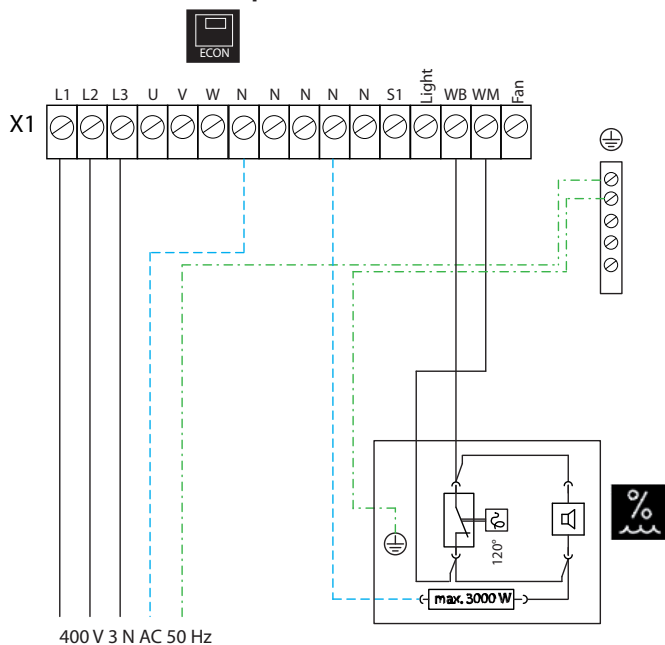 ECON
L1 L2 L3 U V W N N N N N S1 Light WB WM Fan
X1
%
120°
max. 3000 W
400 V 3 N AC 50 Hz